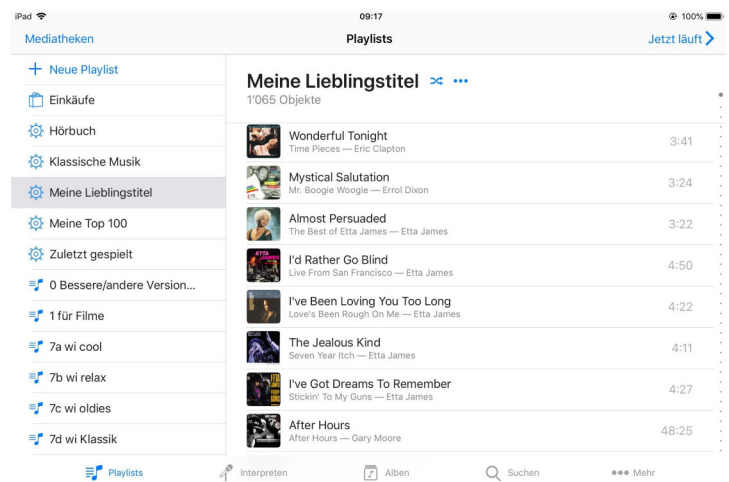 iPad 09:17 100%
Mediatheken Playlists Jetzt läuft
Neue Playlist
Einkäufe
Hörbuch
Klassische Musik
Meine Lieblingstitel
Meine Top 100
Zuletzt gespielt
0 Bessere/andere Version...
1 für Filme
7a wi cool
7b wi relax
7c wi oldies
7d wi Klassik
Meine Lieblingstitel
1'065 Objekte
Wonderful Tonight
Time Pieces — Eric Clapton
3:41
Mystical Salutation
Mr. Boogie Woogie — Errol Dixon
3:24
Almost Persuaded
The Best of Etta James — Etta James
3:22
I'd Rather Go Blind
Live From San Francisco — Etta James
4:50
I've Been Loving You Too Long
Love's Been Rough On Me — Etta James
4:22
The Jealous Kind
Seven Year Itch — Etta James
4:11
I've Got Dreams To Remember
Stickin' To My Guns — Etta James
4:27
After Hours
After Hours — Gary Moore
48:25
Playlists Interpreten Alben Suchen Mehr